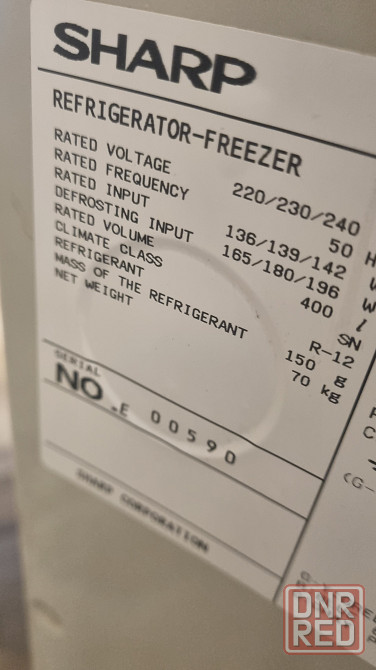 SHARP
REFRIGERATOR-FREEZER
RATED VOLTAGE 220/230/240
RATED FREQUENCY 50 H
RATED INPUT 136/139/142 W
DEFROSTING INPUT 165/180/196 W
RATED VOLUME 400 l
CLIMATE CLASS SN
REFRIGERANT R-12
MASS OF THE REFRIGERANT 150 g
NET WEIGHT 70 kg
SERIAL
NO. E 00590
SHARP CORPORATION
C
(G-
DNR
RED